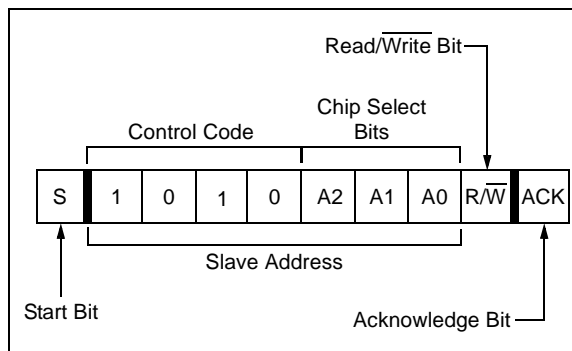 Read/Write Bit
Chip Select
Bits
Control Code
S 1 0 1 0 A2 A1 A0 R/W ACK
Slave Address
Start Bit
Acknowledge Bit